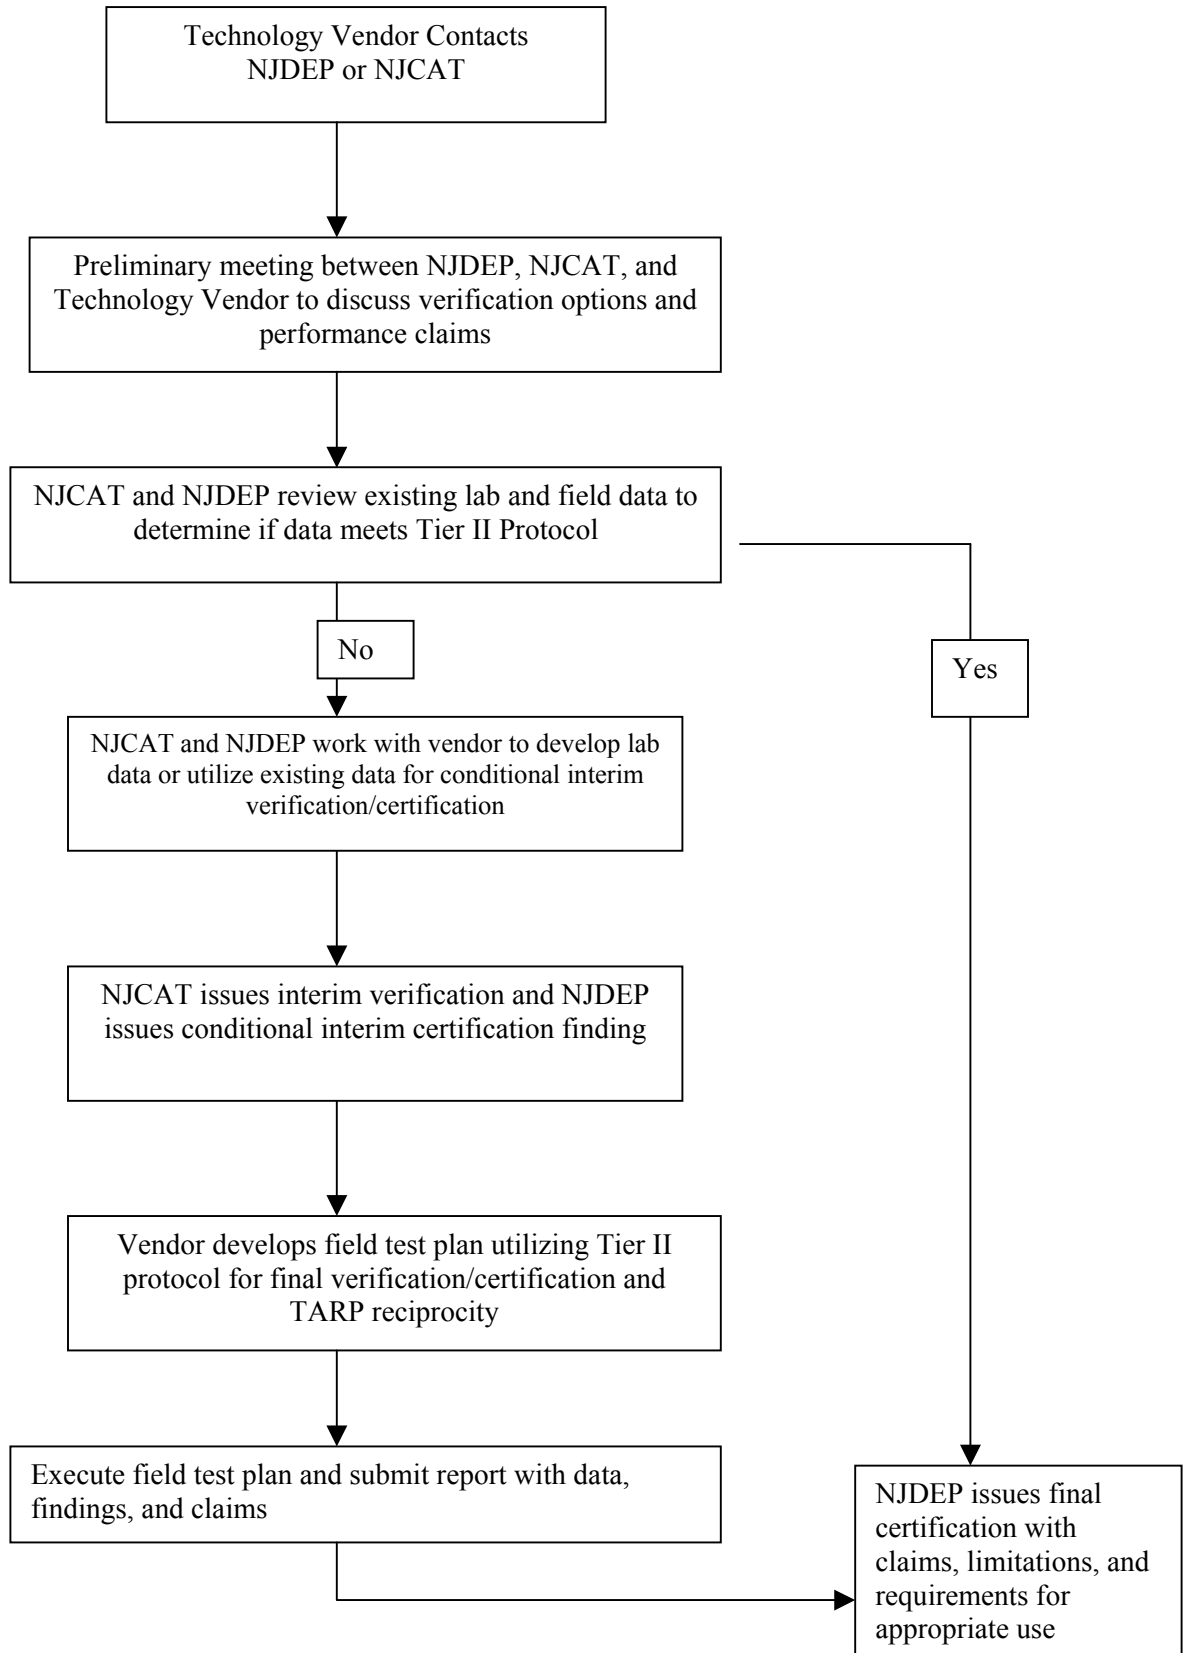 Technology Vendor Contacts
NJDEP or NJCAT
Preliminary meeting between NJDEP, NJCAT, and
Technology Vendor to discuss verification options and
performance claims
NJCAT and NJDEP review existing lab and field data to
determine if data meets Tier II Protocol
No
Yes
NJCAT and NJDEP work with vendor to develop lab
data or utilize existing data for conditional interim
verification/certification
NJCAT issues interim verification and NJDEP
issues conditional interim certification finding
Vendor develops field test plan utilizing Tier II
protocol for final verification/certification and
TARP reciprocity
Execute field test plan and submit report with data,
findings, and claims
NJDEP issues final
certification with
claims, limitations, and
requirements for
appropriate use